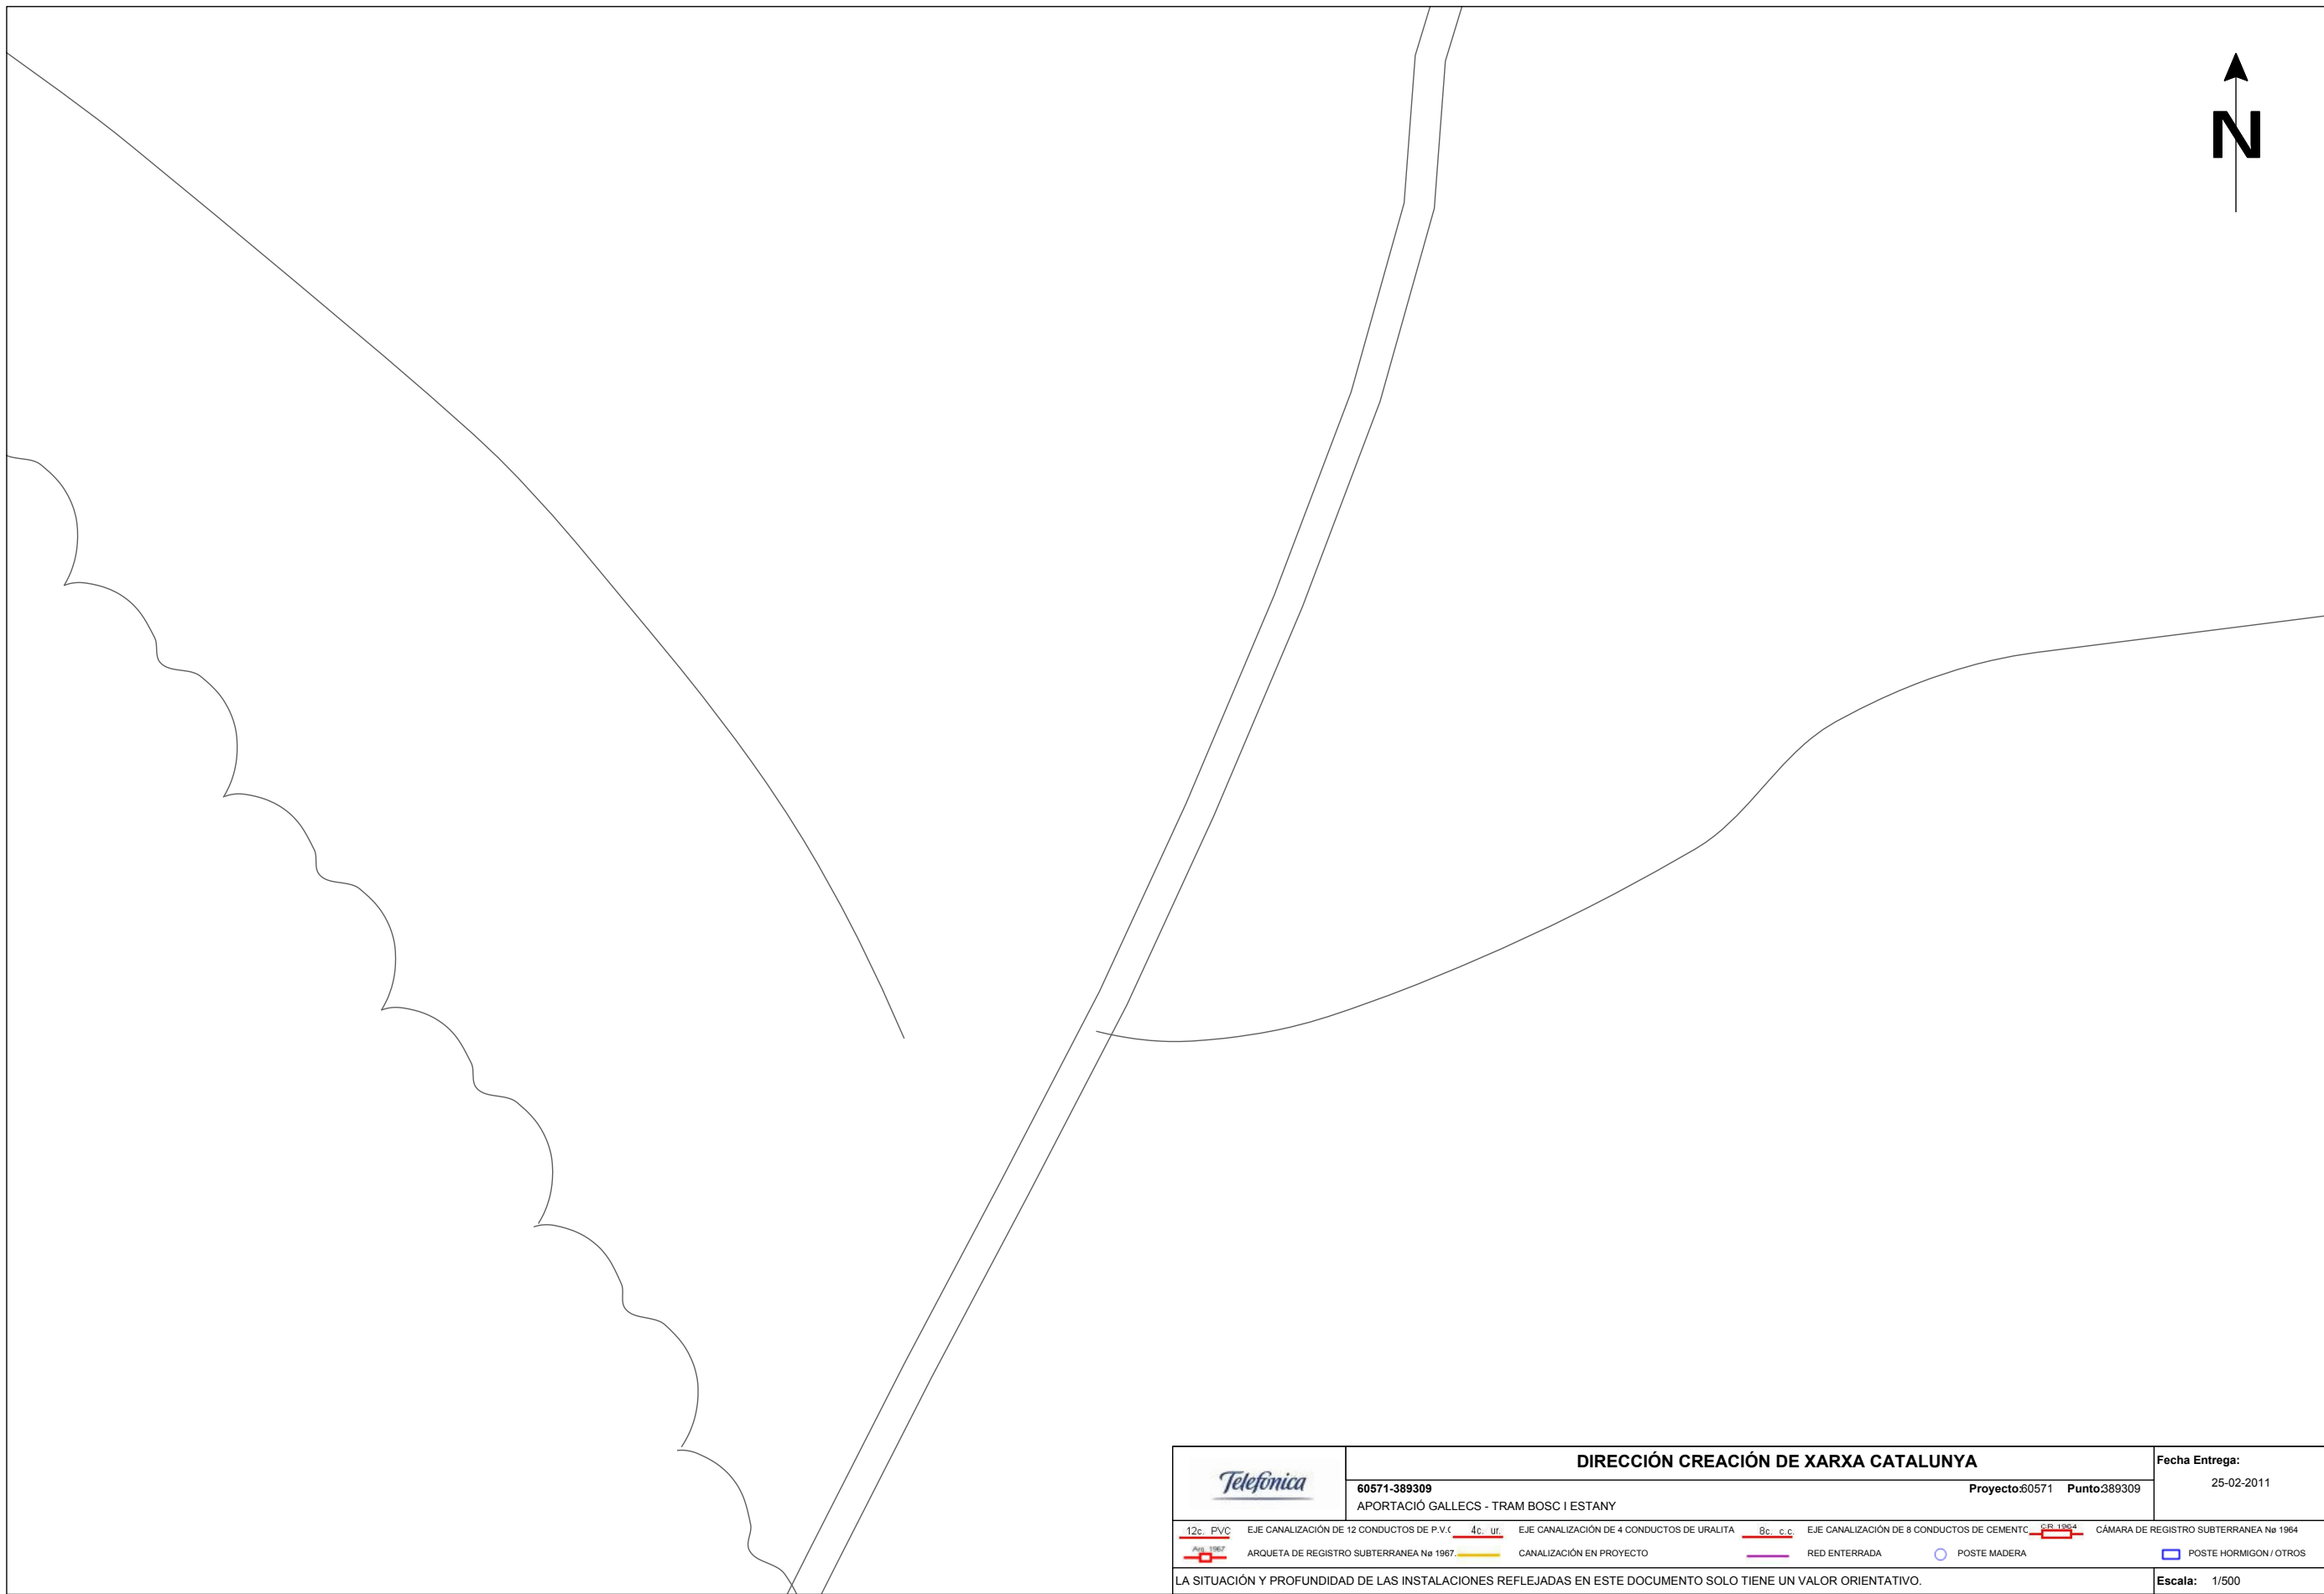 N
Telefónica
DIRECCIÓN CREACIÓN DE XARXA CATALUNYA
Fecha Entrega:
25-02-2011
60571-389309
Proyecto:60571 Punto:389309
APORTACIÓ GALLECS - TRAM BOSC I ESTANY
12c. PVC EJE CANALIZACIÓN DE 12 CONDUCTOS DE P.V.C 4c. ur. EJE CANALIZACIÓN DE 4 CONDUCTOS DE URALITA 8c. c.c. EJE CANALIZACIÓN DE 8 CONDUCTOS DE CEMENTO C.R. 1964 CÁMARA DE REGISTRO SUBTERRANEA Nø 1964
Arq. 1967 ARQUETA DE REGISTRO SUBTERRANEA Nø 1967. CANALIZACIÓN EN PROYECTO RED ENTERRADA POSTE MADERA POSTE HORMIGON / OTROS
LA SITUACIÓN Y PROFUNDIDAD DE LAS INSTALACIONES REFLEJADAS EN ESTE DOCUMENTO SOLO TIENE UN VALOR ORIENTATIVO.
Escala: 1/500